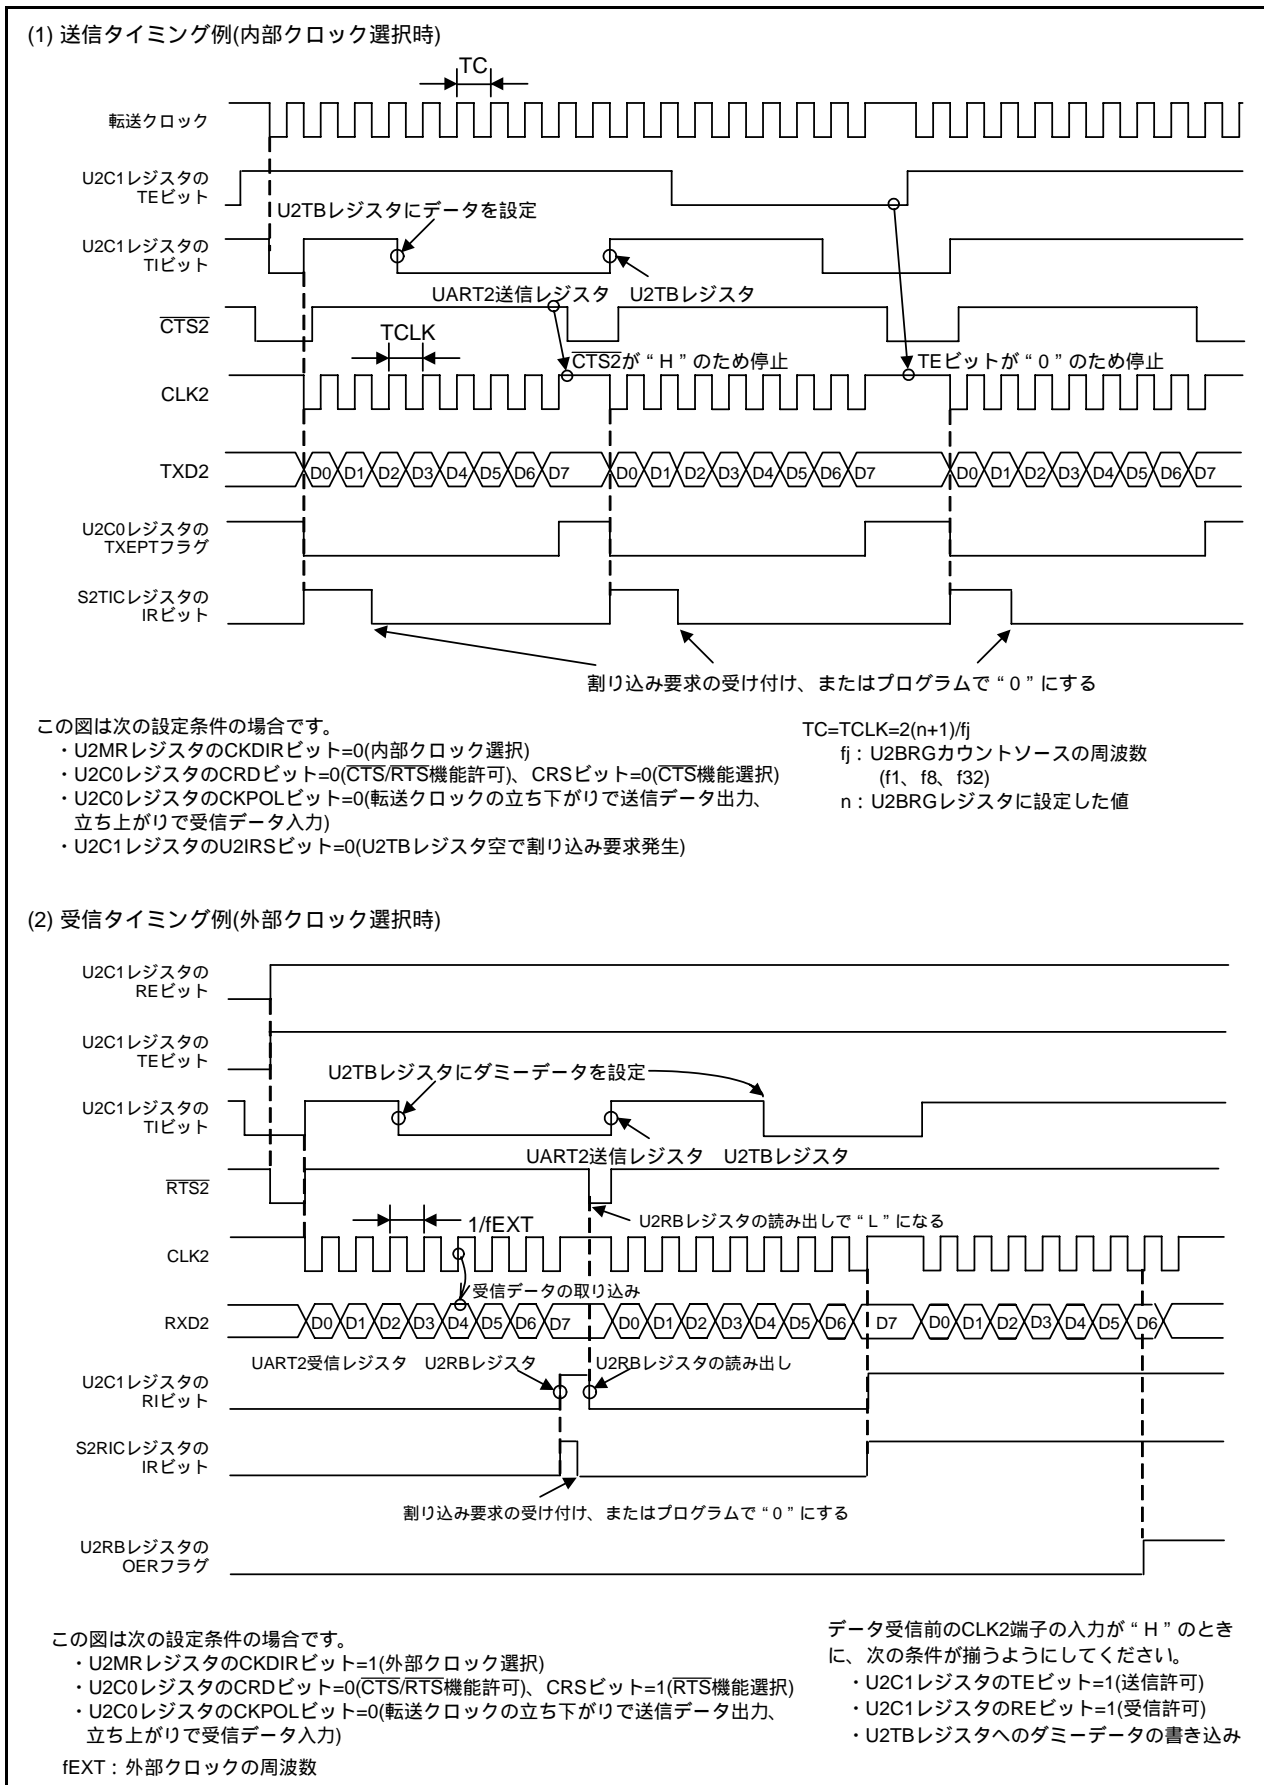 (1) 送信タイミング例(内部クロック選択時)
TC
転送クロック
U2C1レジスタの
TEビット
U2TBレジスタにデータを設定
U2C1レジスタの
TIビット
UART2送信レジスタ　U2TBレジスタ
CTS2
TCLK
CTS2が“H”のため停止
TEビットが“0”のため停止
CLK2
TXD2
D0 D1 D2 D3 D4 D5 D6 D7 D0 D1 D2 D3 D4 D5 D6 D7 D0 D1 D2 D3 D4 D5 D6 D7
U2C0レジスタの
TXEPTフラグ
S2TICレジスタの
IRビット
割り込み要求の受け付け、またはプログラムで“0”にする
この図は次の設定条件の場合です。
・U2MRレジスタのCKDIRビット=0(内部クロック選択)
・U2C0レジスタのCRDビット=0(CTS/RTS機能許可)、CRSビット=0(CTS機能選択)
・U2C0レジスタのCKPOLビット=0(転送クロックの立ち下がりで送信データ出力、
立ち上がりで受信データ入力)
・U2C1レジスタのU2IRSビット=0(U2TBレジスタ空で割り込み要求発生)
TC=TCLK=2(n+1)/fj
fj：U2BRGカウントソースの周波数
(f1、f8、f32)
n：U2BRGレジスタに設定した値
(2) 受信タイミング例(外部クロック選択時)
U2C1レジスタの
REビット
U2C1レジスタの
TEビット
U2TBレジスタにダミーデータを設定
U2C1レジスタの
TIビット
UART2送信レジスタ　U2TBレジスタ
RTS2
U2RBレジスタの読み出しで“L”になる
1/fEXT
CLK2
受信データの取り込み
RXD2
D0 D1 D2 D3 D4 D5 D6 D7 D0 D1 D2 D3 D4 D5 D6 D7 D0 D1 D2 D3 D4 D5 D6
UART2受信レジスタ　U2RBレジスタ
U2RBレジスタの読み出し
U2C1レジスタの
RIビット
S2RICレジスタの
IRビット
割り込み要求の受け付け、またはプログラムで“0”にする
U2RBレジスタの
OERフラグ
この図は次の設定条件の場合です。
・U2MRレジスタのCKDIRビット=1(外部クロック選択)
・U2C0レジスタのCRDビット=0(CTS/RTS機能許可)、CRSビット=1(RTS機能選択)
・U2C0レジスタのCKPOLビット=0(転送クロックの立ち下がりで送信データ出力、
立ち上がりで受信データ入力)
fEXT：外部クロックの周波数
データ受信前のCLK2端子の入力が“H”のとき
に、次の条件が揃うようにしてください。
・U2C1レジスタのTEビット=1(送信許可)
・U2C1レジスタのREビット=1(受信許可)
・U2TBレジスタへのダミーデータの書き込み